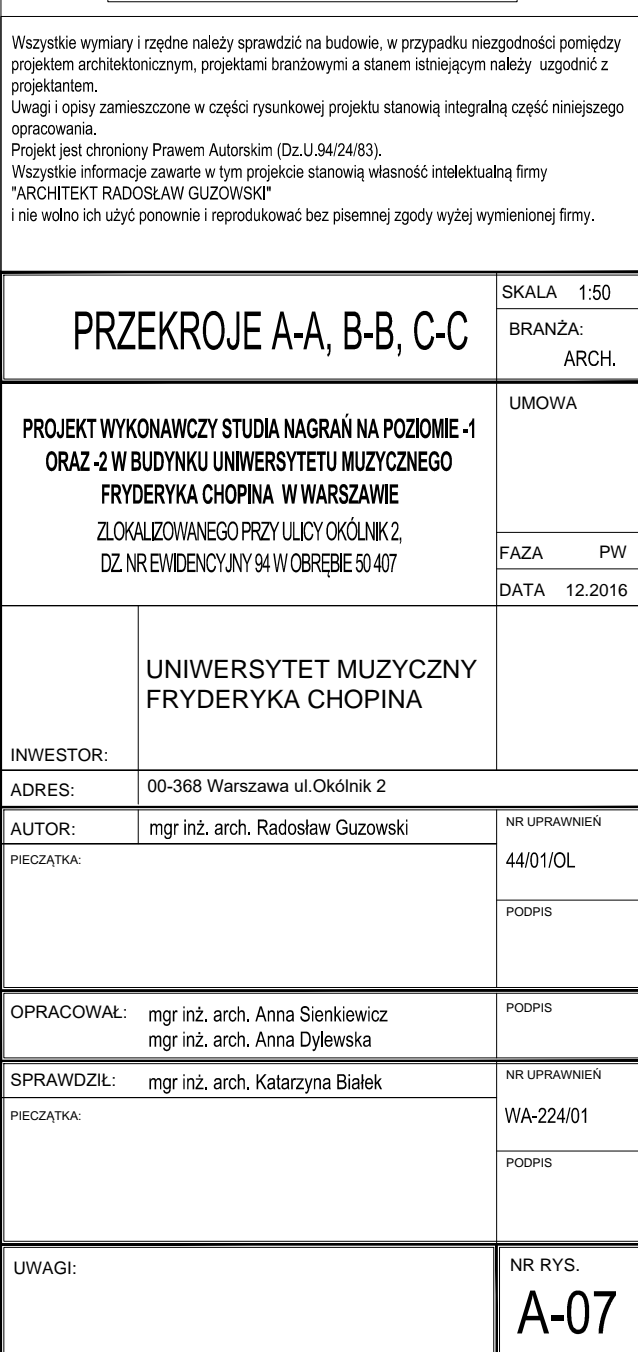 Wszystkie wymiary i rzędne należy sprawdzić na budowie, w przypadku niezgodności pomiędzy
projektem architektonicznym, projektami branżowymi a stanem istniejącym należy uzgodnić z
projektantem.
Uwagi i opisy zamieszczone w części rysunkowej projektu stanowią integralną część niniejszego
opracowania.
Projekt jest chroniony Prawem Autorskim (Dz.U.94/24/83).
Wszystkie informacje zawarte w tym projekcie stanowią własność intelektualną firmy
"ARCHITEKT RADOSŁAW GUZOWSKI"
i nie wolno ich użyć ponownie i reprodukować bez pisemnej zgody wyżej wymienionej firmy.
PRZEKROJE A-A, B-B, C-C
SKALA 1:50
BRANŻA:
ARCH.
PROJEKT WYKONAWCZY STUDIA NAGRAŃ NA POZIOMIE -1
ORAZ -2 W BUDYNKU UNIWERSYTETU MUZYCZNEGO
FRYDERYKA CHOPINA W WARSZAWIE
ZLOKALIZOWANEGO PRZY ULICY OKÓLNIK 2,
DZ. NR EWIDENCYJNY 94 W OBRĘBIE 50 407
UMOWA
FAZA PW
DATA 12.2016
UNIWERSYTET MUZYCZNY
FRYDERYKA CHOPINA
INWESTOR:
ADRES: 00-368 Warszawa ul.Okólnik 2
AUTOR: mgr inż. arch. Radosław Guzowski
NR UPRAWNIEŃ
PIECZĄTKA:
44/01/OL
PODPIS
OPRACOWAŁ: mgr inż. arch. Anna Sienkiewicz
mgr inż. arch. Anna Dylewska
PODPIS
SPRAWDZIŁ: mgr inż. arch. Katarzyna Białek
NR UPRAWNIEŃ
PIECZĄTKA:
WA-224/01
PODPIS
UWAGI:
NR RYS.
A-07